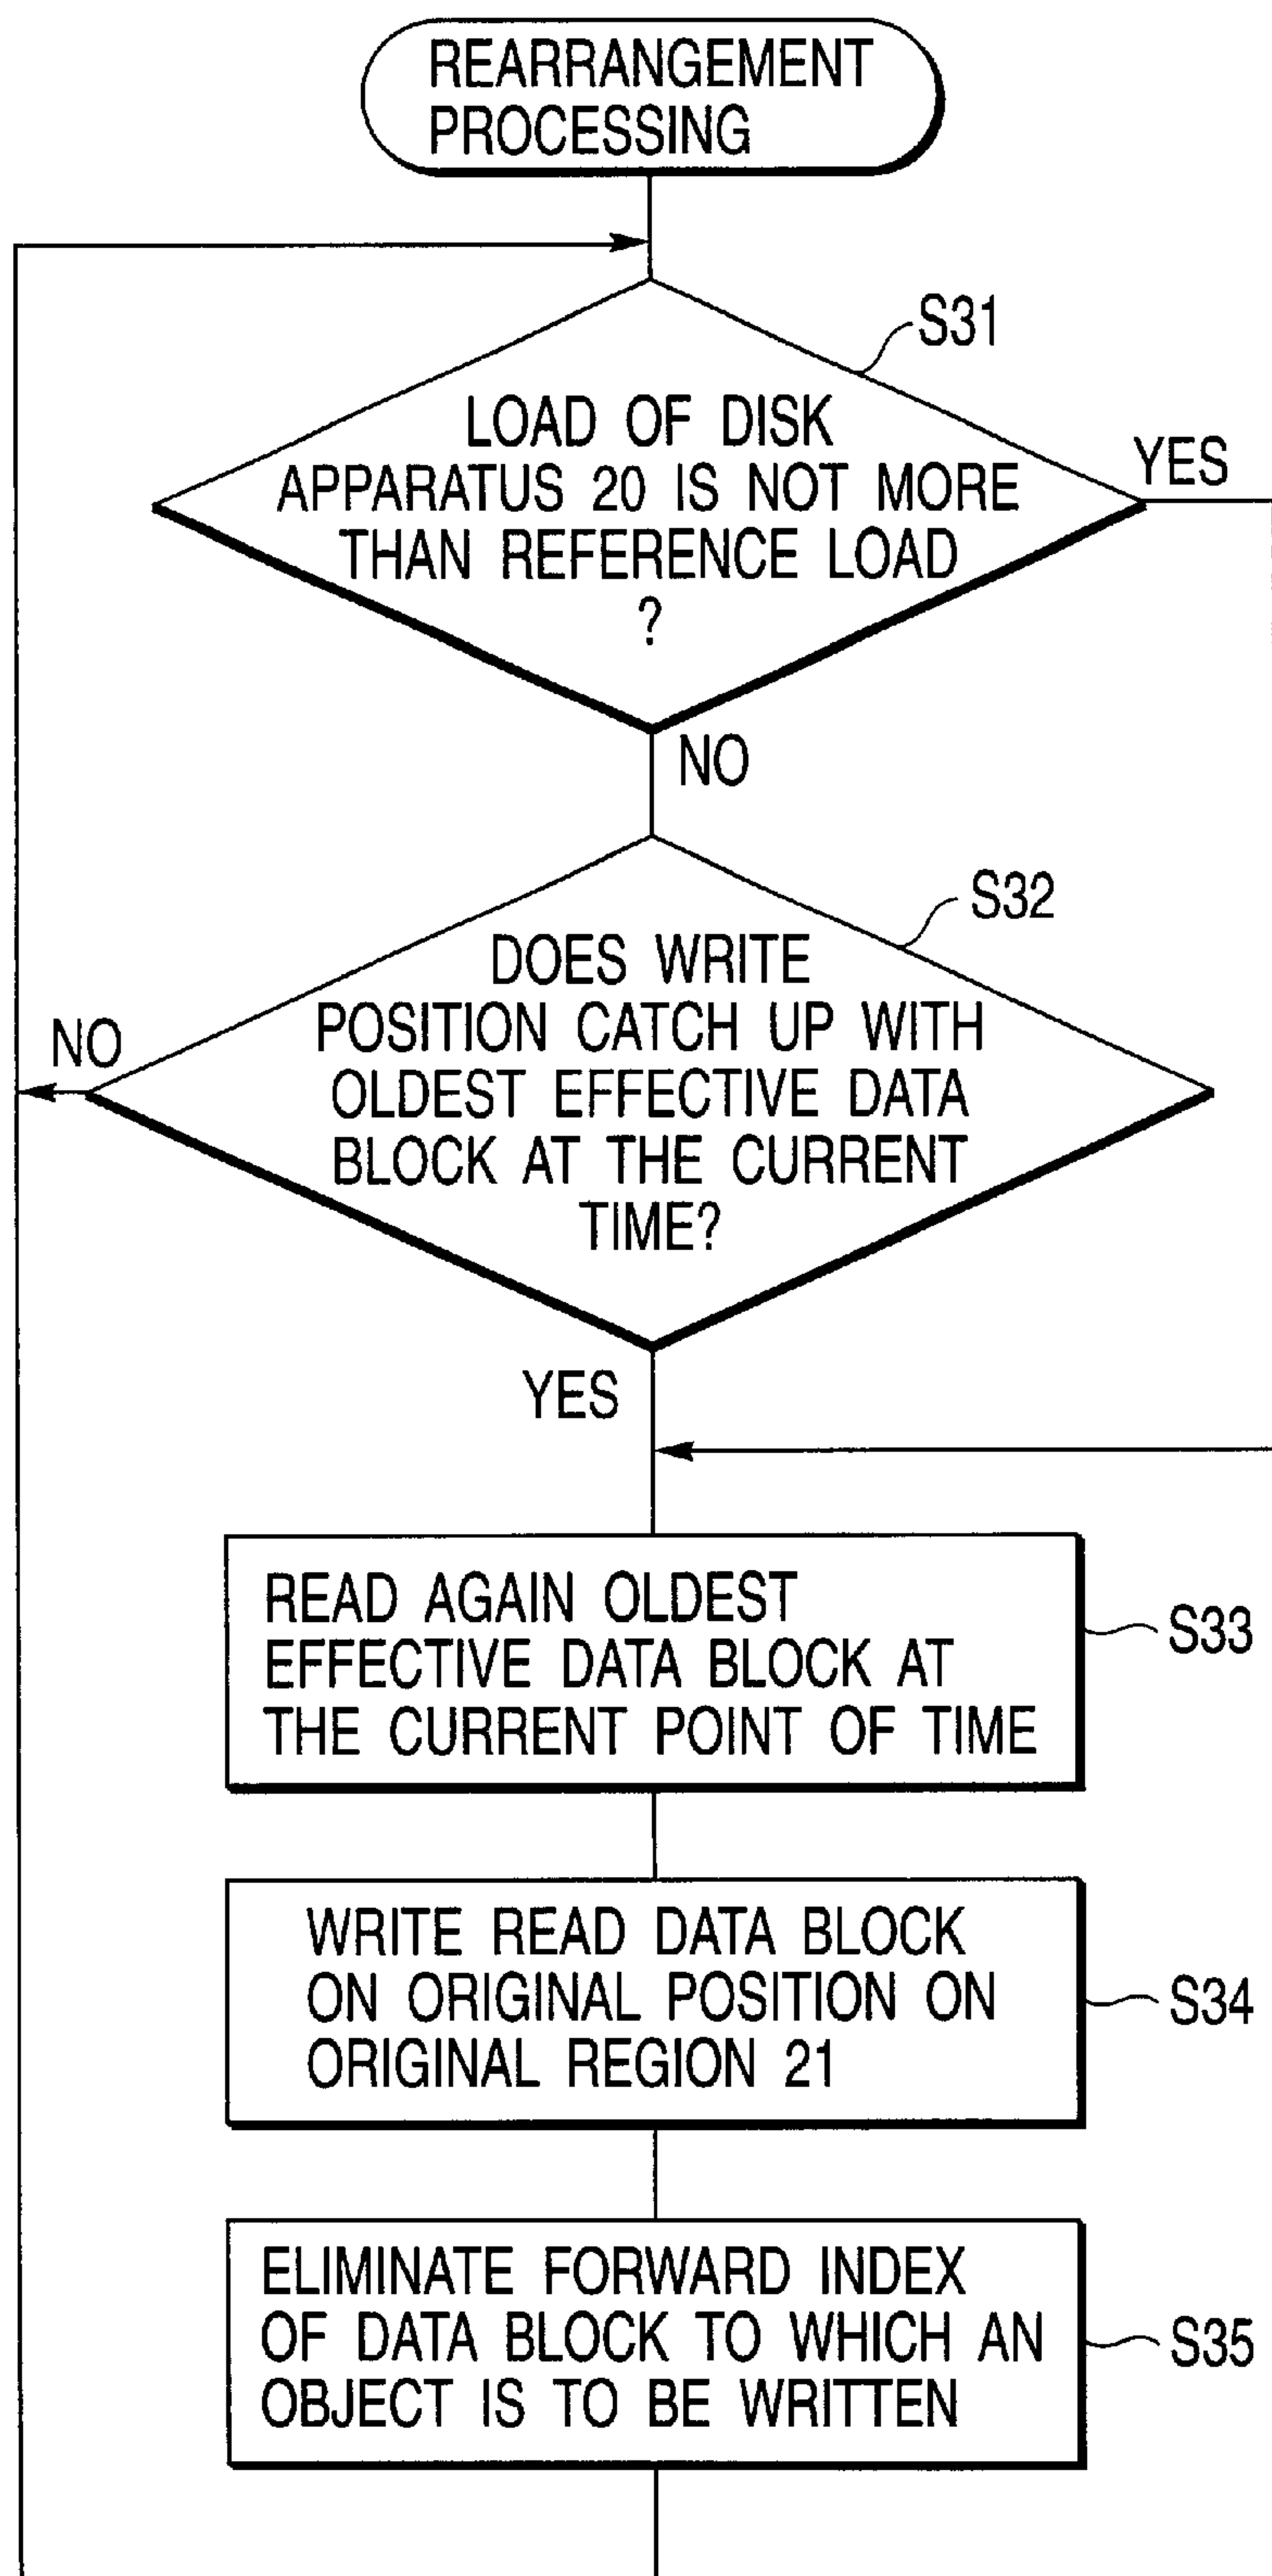 REARRANGEMENT
PROCESSING
S31
LOAD OF DISK
APPARATUS 20 IS NOT MORE
THAN REFERENCE LOAD
?
YES
NO
S32
DOES WRITE
POSITION CATCH UP WITH
OLDEST EFFECTIVE DATA
BLOCK AT THE CURRENT
TIME?
NO
YES
READ AGAIN OLDEST
EFFECTIVE DATA BLOCK AT
THE CURRENT POINT OF TIME
S33
WRITE READ DATA BLOCK
ON ORIGINAL POSITION ON
ORIGINAL REGION 21
S34
ELIMINATE FORWARD INDEX
OF DATA BLOCK TO WHICH AN
OBJECT IS TO BE WRITTEN
S35